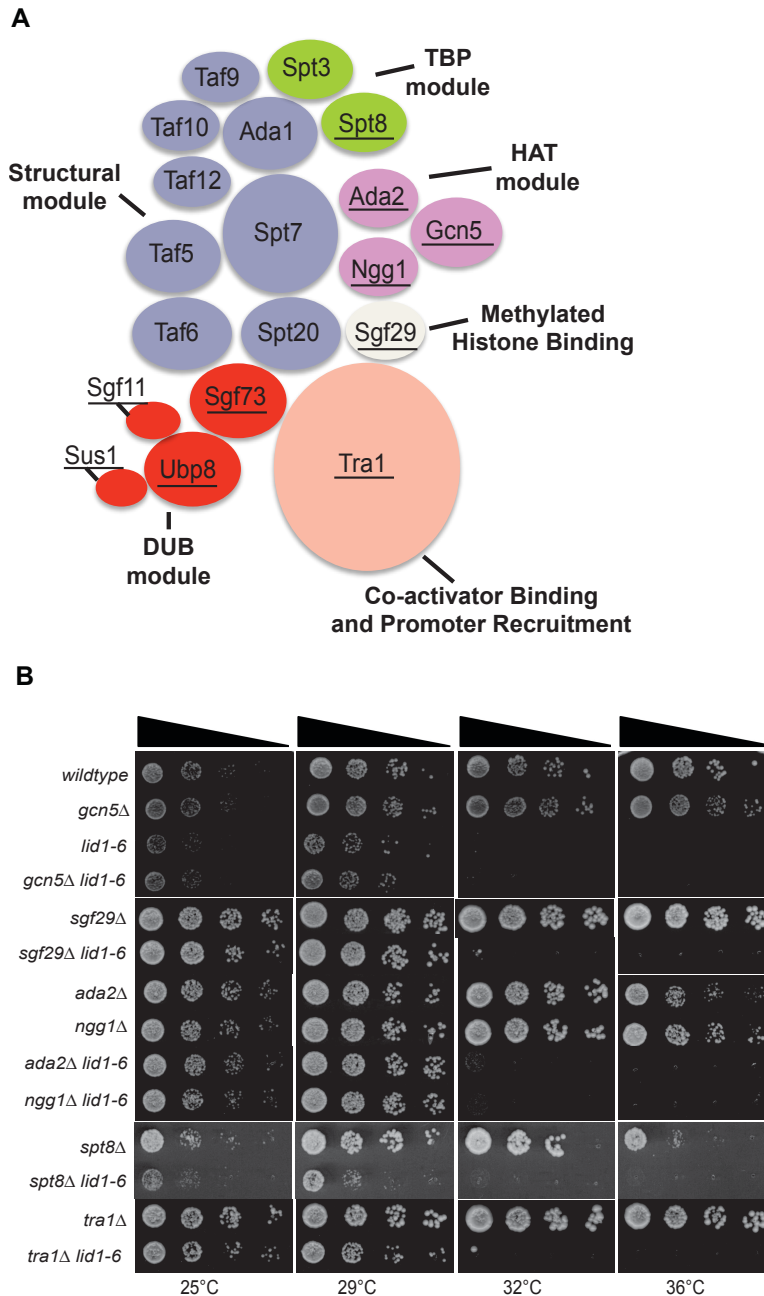 A
Taf9
Spt3
TBP
module
Taf10
Ada1
Spt8
HAT
module
Structural
module
Taf12
Ada2
Spt7
Gcn5
Taf5
Ngg1
Taf6
Spt20
Sgf29
Methylated
Histone Binding
Sgf11
Sgf73
Sus1
Ubp8
Tra1
DUB
module
Co-activator Binding
and Promoter Recruitment
B
wildtype
gcn5Δ
lid1-6
gcn5Δ lid1-6
sgf29Δ
sgf29Δ lid1-6
ada2Δ
ngg1Δ
ada2Δ lid1-6
ngg1Δ lid1-6
spt8Δ
spt8Δ lid1-6
tra1Δ
tra1Δ lid1-6
25°C 29°C 32°C 36°C